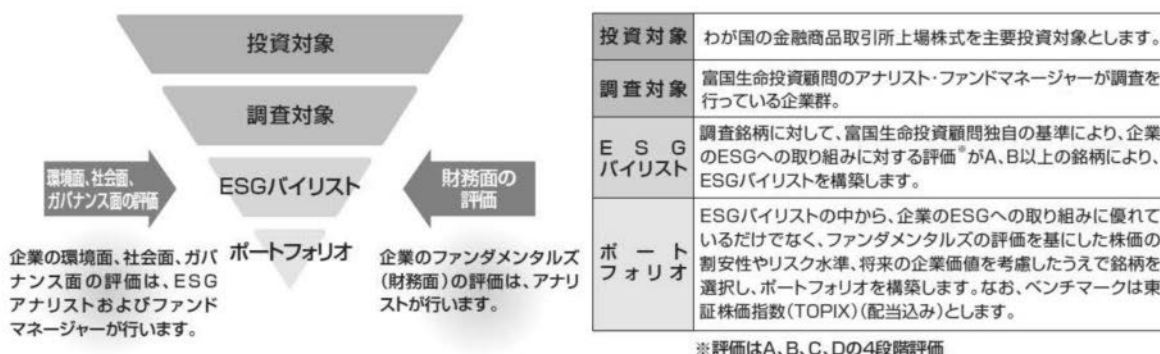 投資対象
調査対象
ESGバイリスト
ポートフォリオ
環境面、社会面、
ガバナンス面の評価
財務面の
評価
企業の環境面、社会面、ガバ
ナンス面の評価は、ESG
アナリストおよびファンド
マネージャーが行います。
企業のファンダメンタルズ
(財務面)の評価は、アナリ
ストが行います。
投資対象
わが国の金融商品取引所上場株式を主要投資対象とします。
調査対象
富国生命投資顧問のアナリスト・ファンドマネージャーが調査を
行っている企業群。
ESG
バイリスト
調査銘柄に対して、富国生命投資顧問独自の基準により、企業
のESGへの取り組みに対する評価※がA、B以上の銘柄により、
ESGバイリストを構築します。
ポート
フォリオ
ESGバイリストの中から、企業のESGへの取り組みに優れて
いるだけでなく、ファンダメンタルズの評価を基にした株価の
割安性やリスク水準、将来の企業価値を考慮したうえで銘柄を
選択し、ポートフォリオを構築します。なお、ベンチマークは東
証株価指数(TOPIX)(配当込み)とします。
※評価はA、B、C、Dの4段階評価